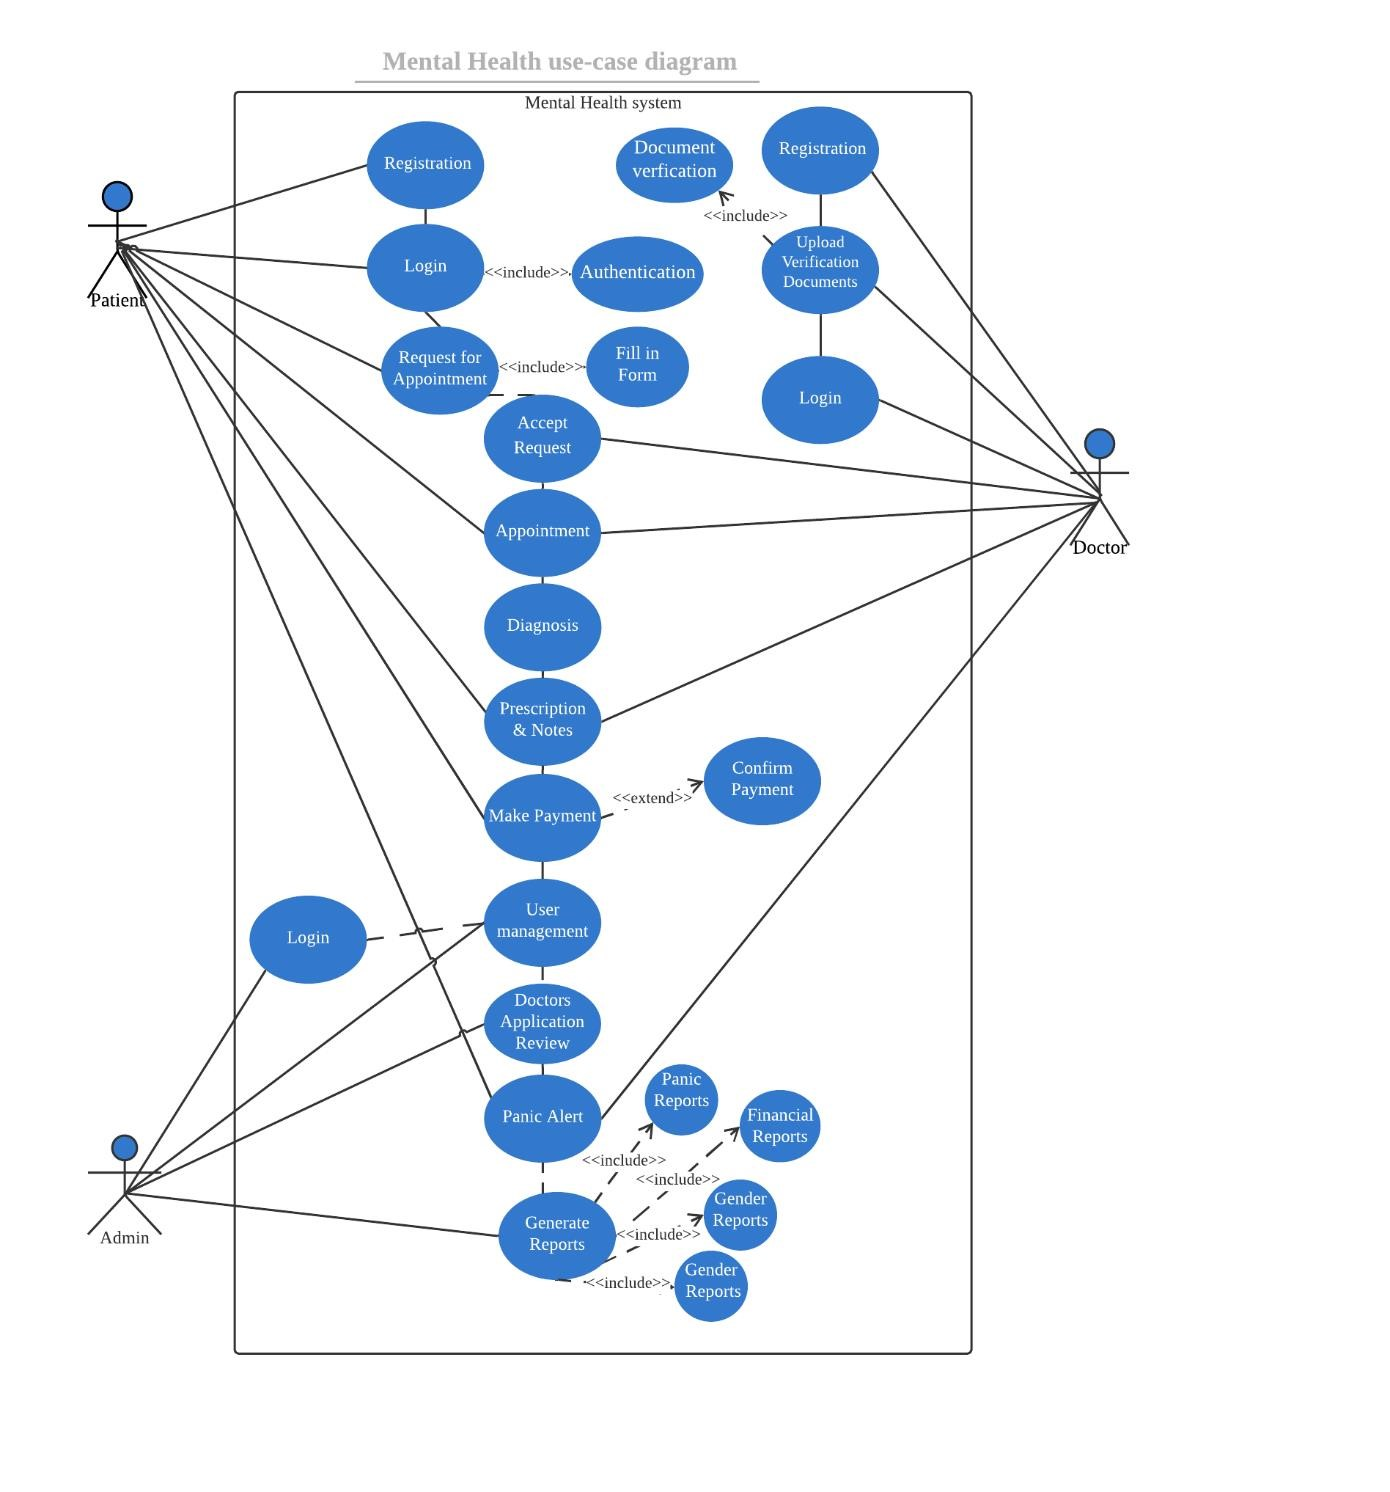 Mental Health use-case diagram
Mental Health system
Registration
Document
verfication
Registration
<<include>>
Patient
Login
<<include>>
Authentication
Upload
Verification
Documents
Request for
Appointment
<<include>>
Fill in
Form
Login
Accept
Request
Appointment
Doctor
Diagnosis
Prescription
& Notes
Make Payment
<<extend>>
Confirm
Payment
User
management
Login
Doctors
Application
Review
Panic Alert
Panic
Reports
Financial
Reports
<<include>>
<<include>>
Gender
Reports
Admin
Generate
Reports
<<include>>
<<include>>
Gender
Reports